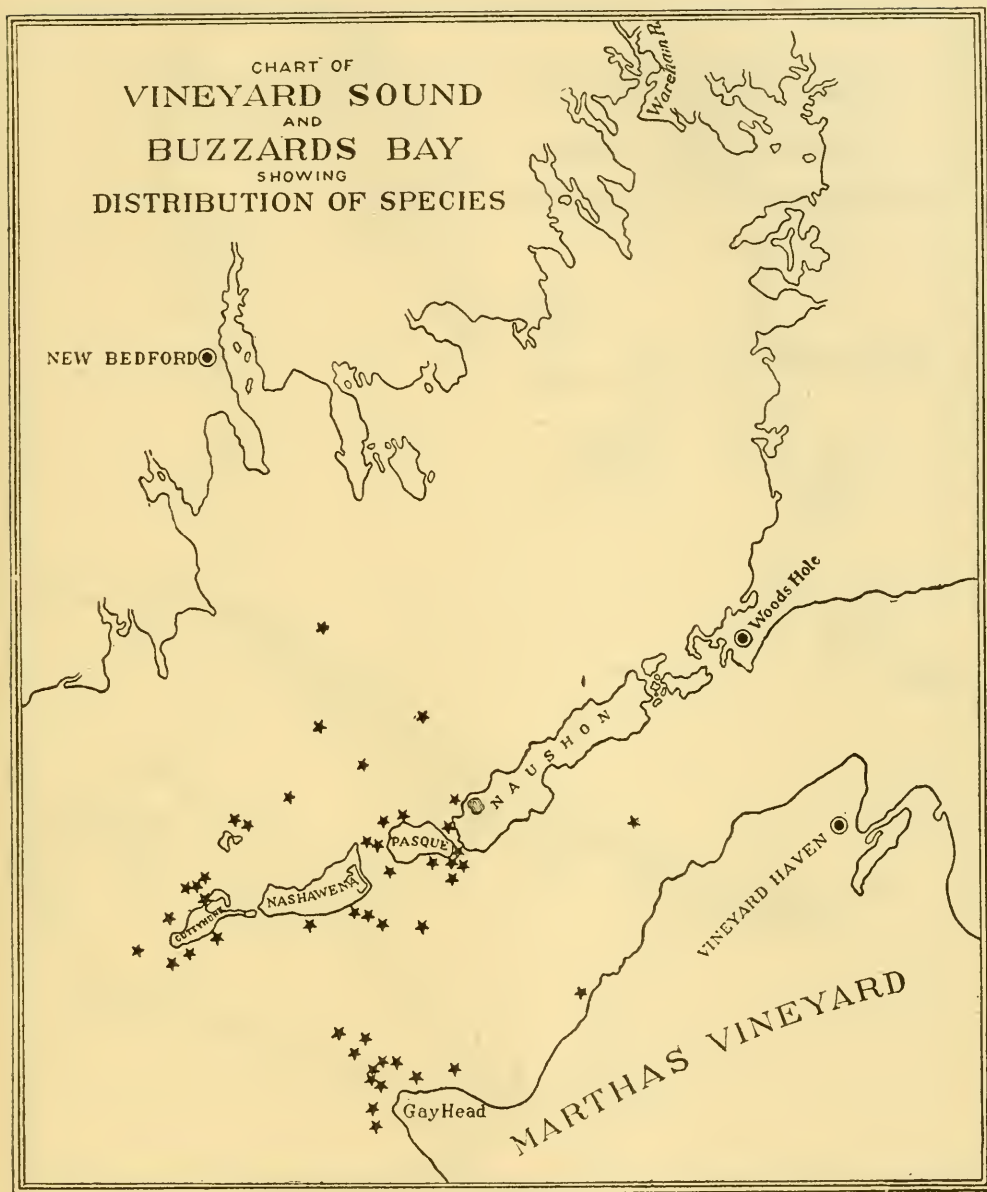 CHART OF
VINEYARD SOUND
AND
BUZZARDS BAY
SHOWING
DISTRIBUTION OF SPECIES
Wareham R.
NEW BEDFORD
Woods Hole
NAUSHON
PASQUE
NASHAWENA
CUTTYHUNK
VINEYARD HAVEN
MARTHAS VINEYARD
Gay Head